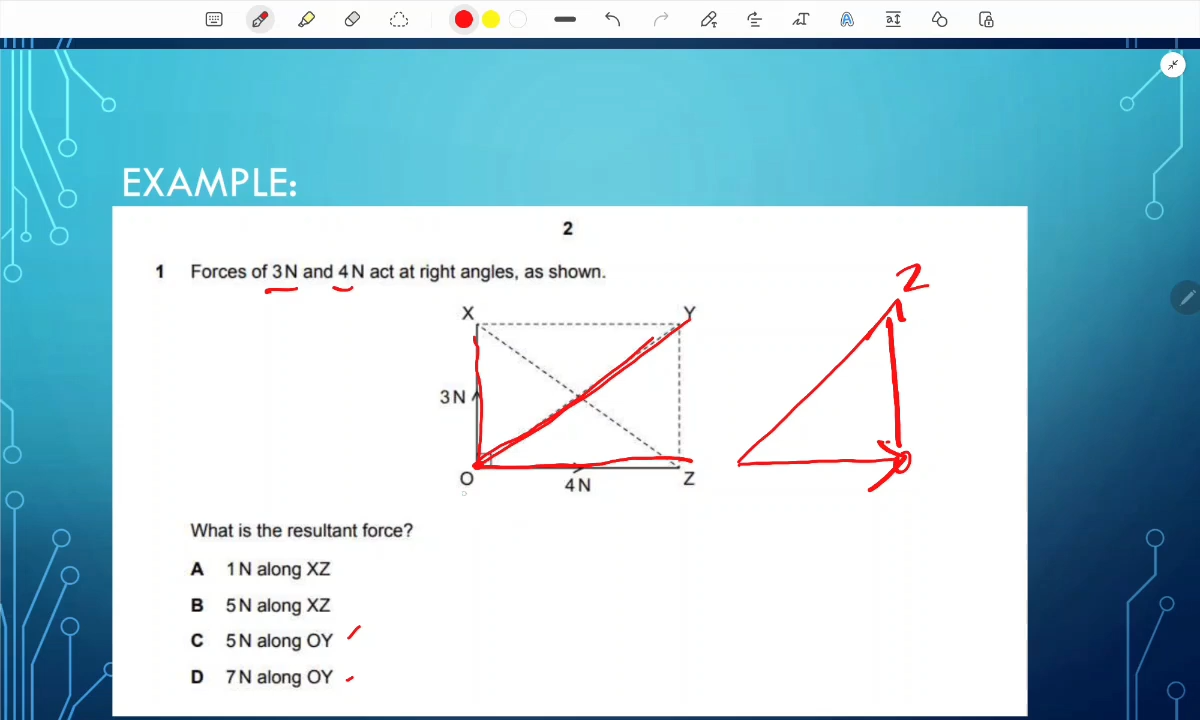 EXAMPLE:
2
1 Forces of 3 N and 4 N act at right angles, as shown.
X Y
3 N
O Z
4 N
2
What is the resultant force?
A 1 N along XZ
B 5 N along XZ
C 5 N along OY
D 7 N along OY